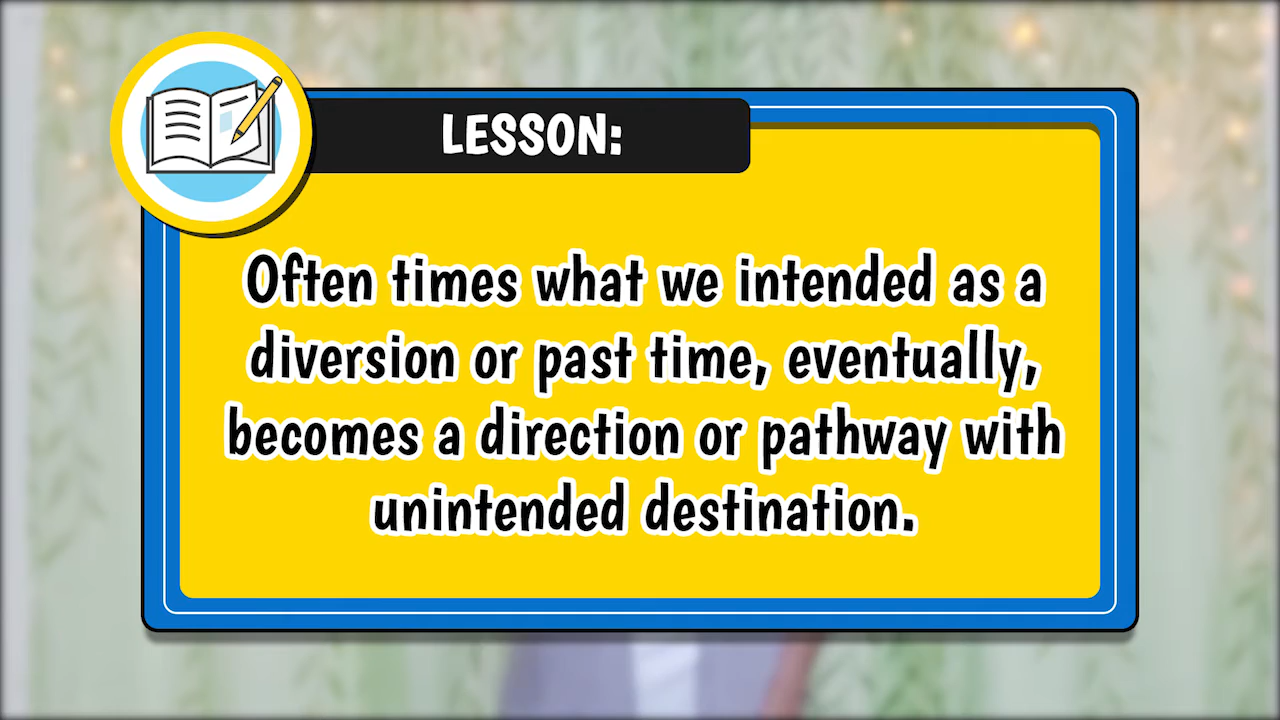 LESSON:
Often times what we intended as a
diversion or past time, eventually,
becomes a direction or pathway with
unintended destination.